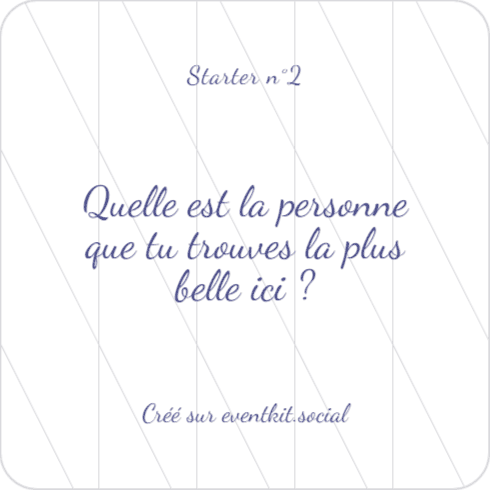 Starter n°2
Quelle est la personne
que tu trouves la plus
belle ici ?
Créé sur eventkit.social